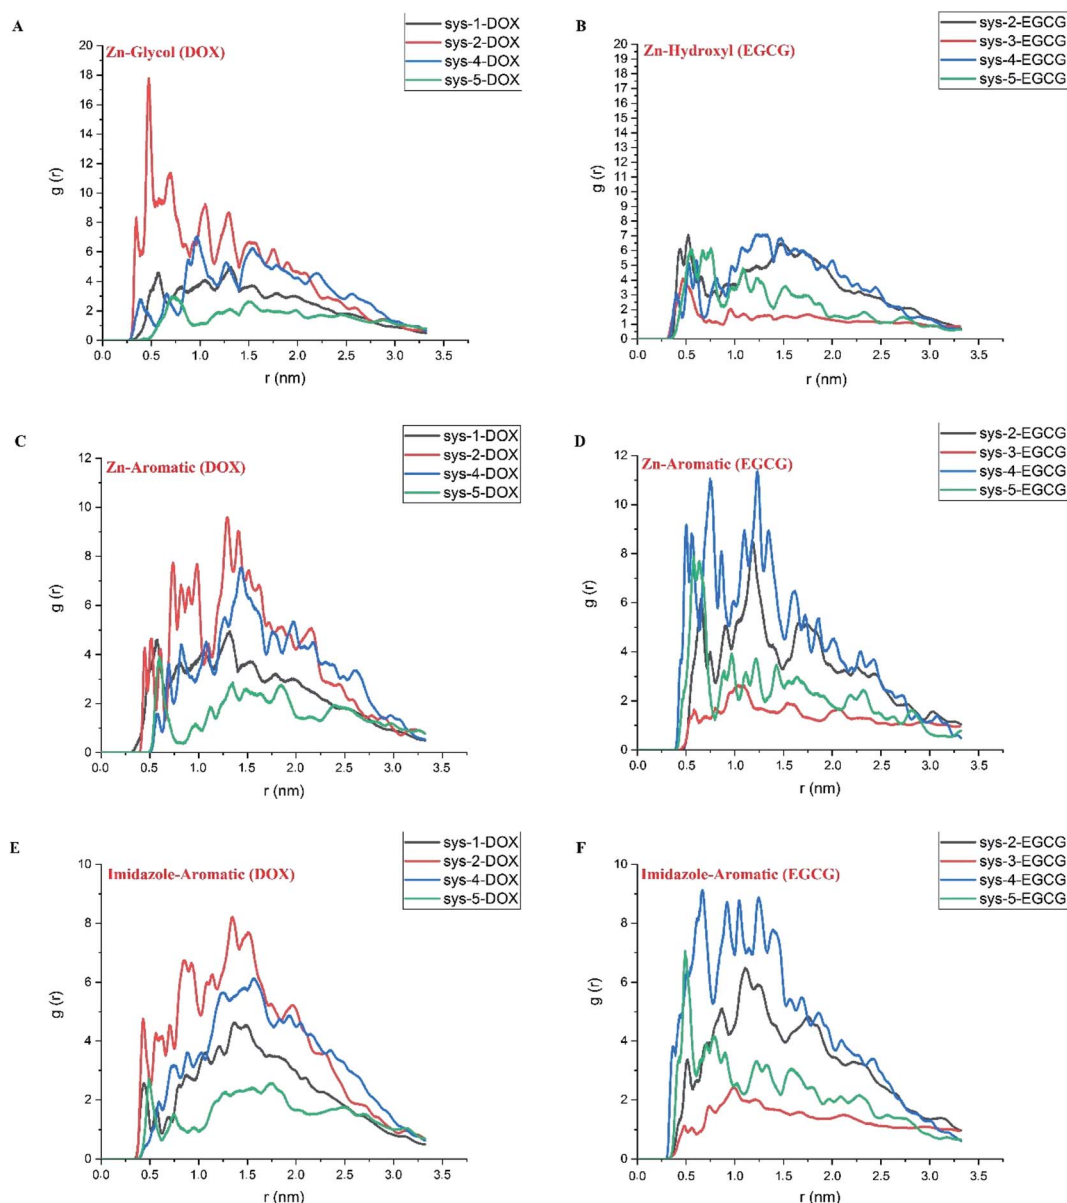 A
Zn-Glycol (DOX)
sys-1-DOX
sys-2-DOX
sys-4-DOX
sys-5-DOX
20
18
16
14
12
10
8
6
4
2
0
g (r)
0.0 0.5 1.0 1.5 2.0 2.5 3.0 3.5
r (nm)
B
Zn-Hydroxyl (EGCG)
sys-2-EGCG
sys-3-EGCG
sys-4-EGCG
sys-5-EGCG
20
19
18
17
16
15
14
13
12
11
10
9
8
7
6
5
4
3
2
1
0
g (r)
0.0 0.5 1.0 1.5 2.0 2.5 3.0 3.5
r (nm)
C
Zn-Aromatic (DOX)
sys-1-DOX
sys-2-DOX
sys-4-DOX
sys-5-DOX
12
10
8
6
4
2
0
g (r)
0.0 0.5 1.0 1.5 2.0 2.5 3.0 3.5
r (nm)
D
Zn-Aromatic (EGCG)
sys-2-EGCG
sys-3-EGCG
sys-4-EGCG
sys-5-EGCG
12
10
8
6
4
2
0
g (r)
0.0 0.5 1.0 1.5 2.0 2.5 3.0 3.5
r (nm)
E
Imidazole-Aromatic (DOX)
sys-1-DOX
sys-2-DOX
sys-4-DOX
sys-5-DOX
10
8
6
4
2
0
g (r)
0.0 0.5 1.0 1.5 2.0 2.5 3.0 3.5
r (nm)
F
Imidazole-Aromatic (EGCG)
sys-2-EGCG
sys-3-EGCG
sys-4-EGCG
sys-5-EGCG
10
8
6
4
2
0
g (r)
0.0 0.5 1.0 1.5 2.0 2.5 3.0 3.5
r (nm)